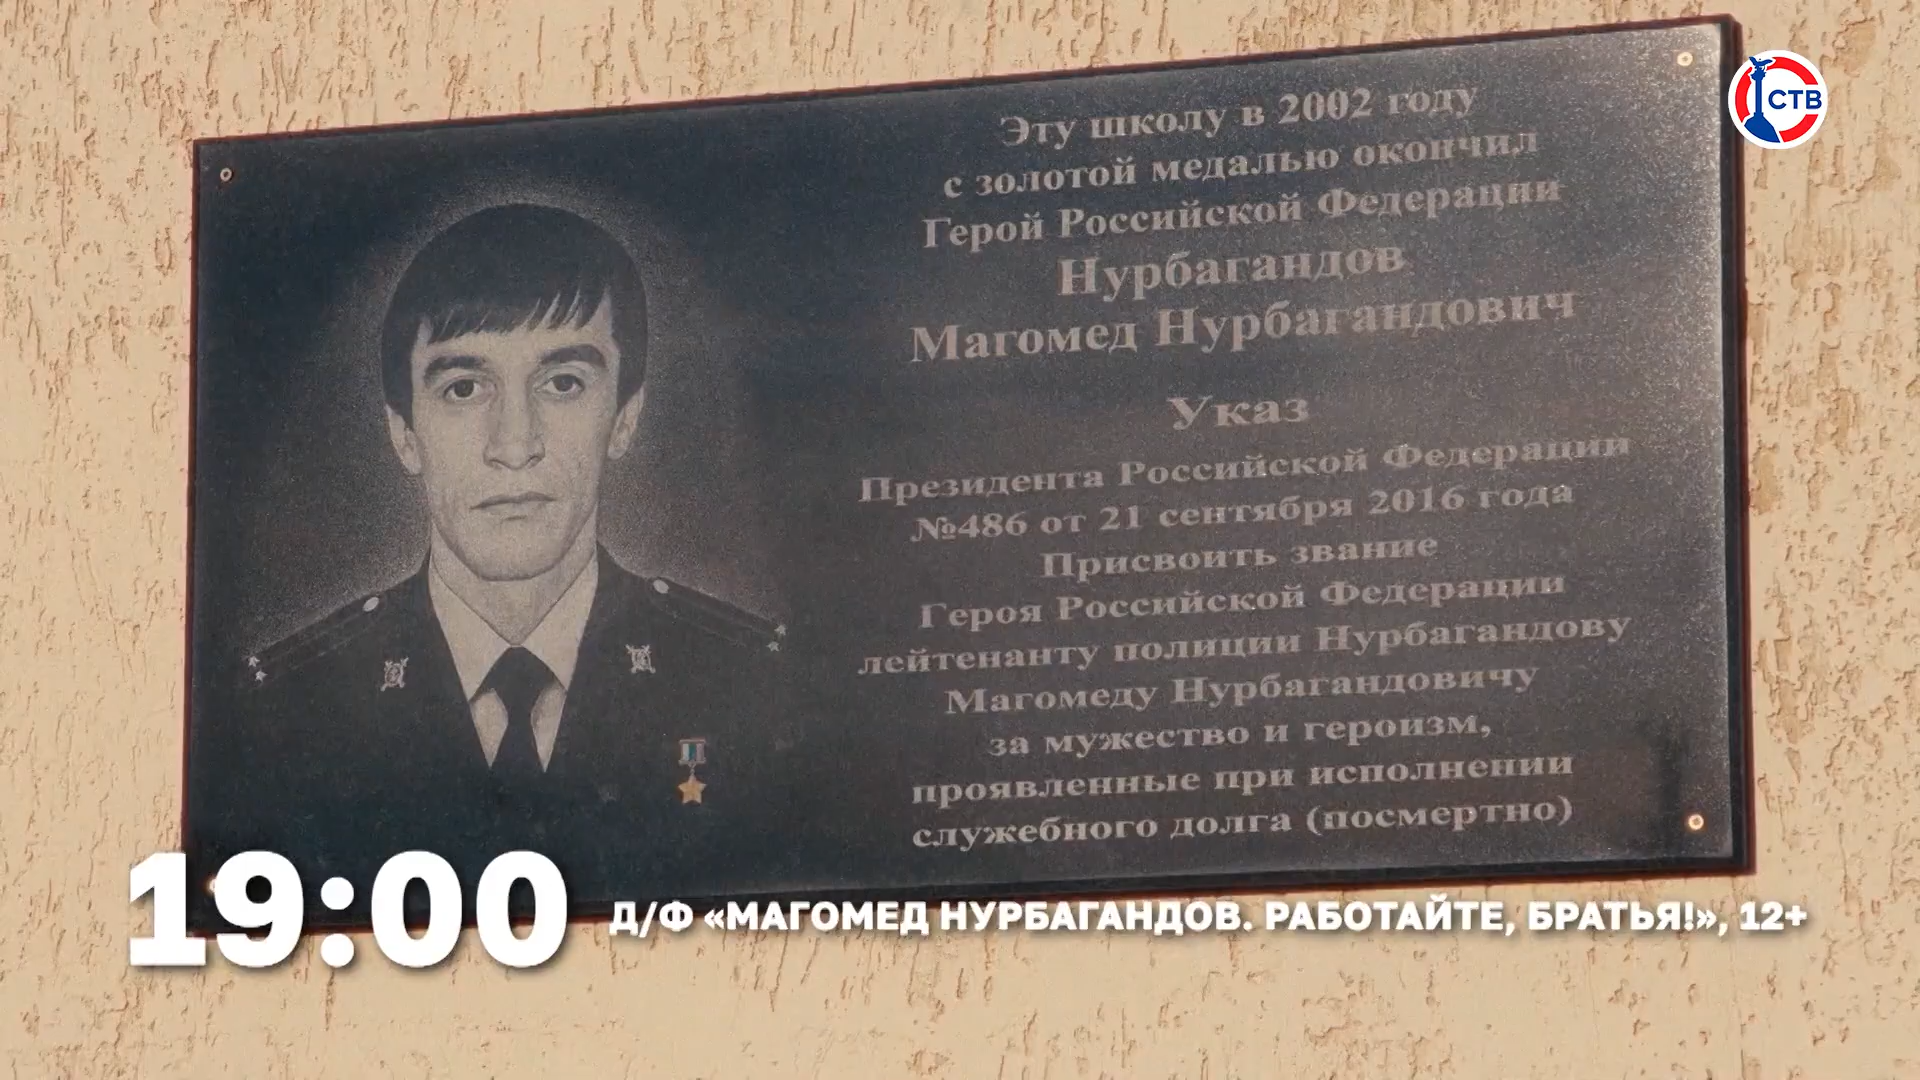 СТВ
Эту школу в 2002 году
с золотой медалью окончил
Герой Российской Федерации
Нурбагандов
Магомед Нурбагандович
Указ
Президента Российской Федерации
№486 от 21 сентября 2016 года
Присвоить звание
Героя Российской Федерации
лейтенанту полиции Нурбагандову
Магомеду Нурбагандовичу
за мужество и героизм,
проявленные при исполнении
служебного долга (посмертно)
19:00 Д/Ф «МАГОМЕД НУРБАГАНДОВ. РАБОТАЙТЕ, БРАТЬЯ!», 12+